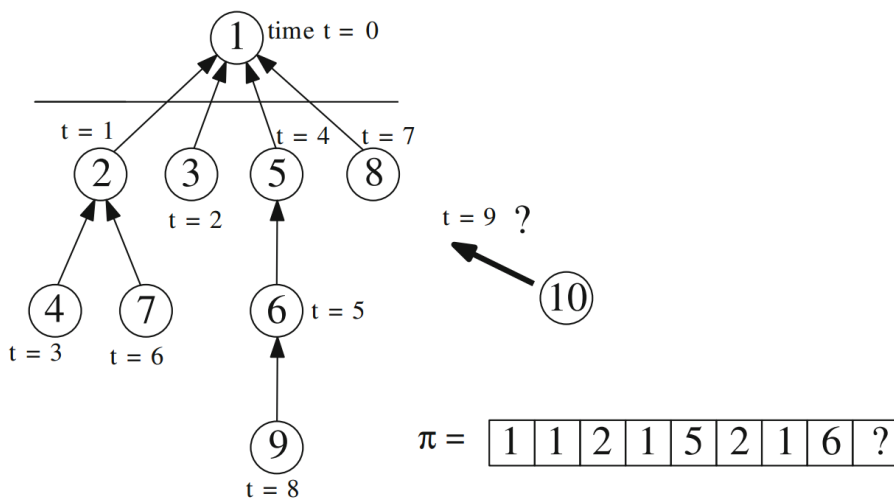 1 time t = 0
t = 1 t = 4 t = 7
2 3 5 8
t = 2
t = 9 ?
10
4 7 6 t = 5
t = 3 t = 6
9
t = 8
π = 1 1 2 1 5 2 1 6 ?